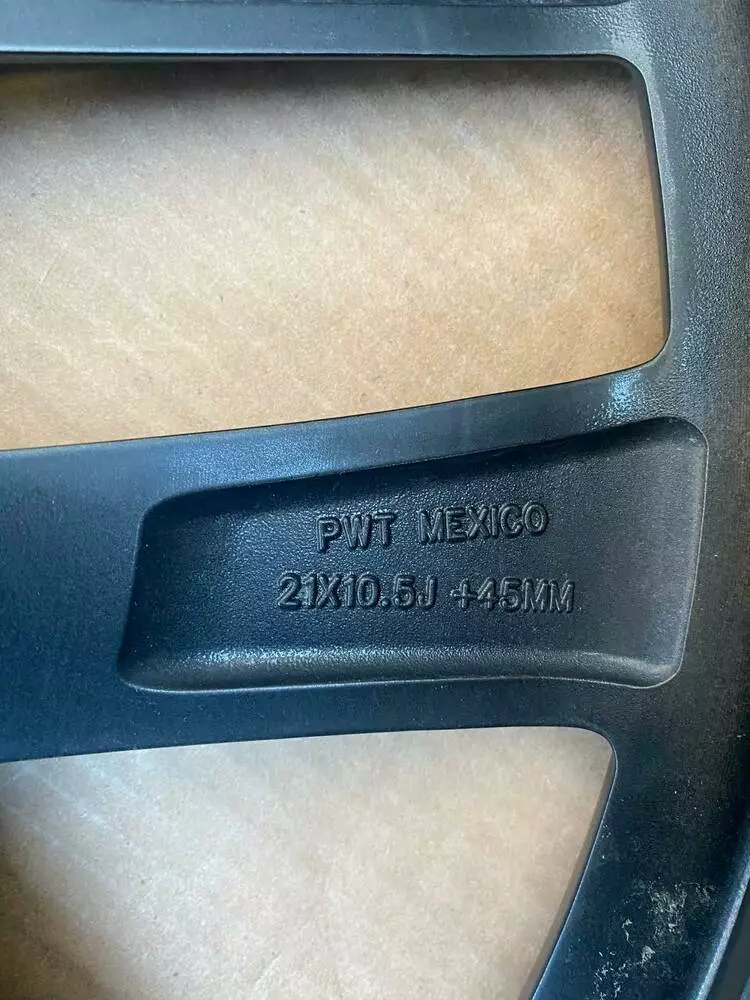 PWT MEXICO
21X10.5J +45MM